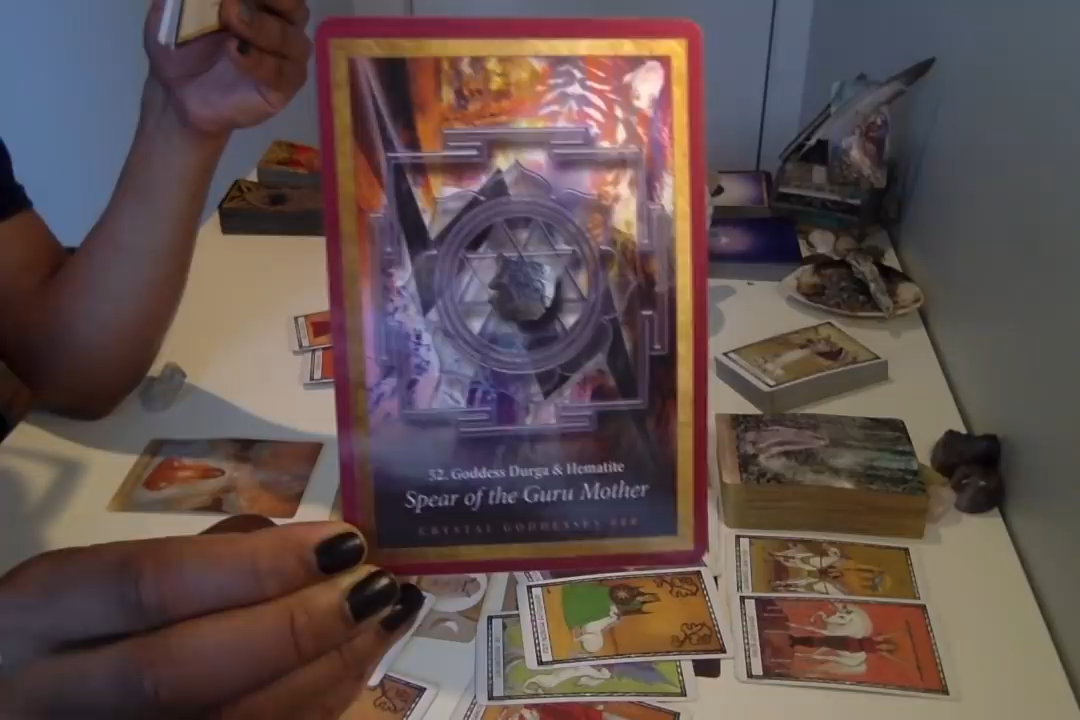 52. Goddess Durga & Hematite
Spear of the Guru Mother
CRYSTAL GODDESSES 888